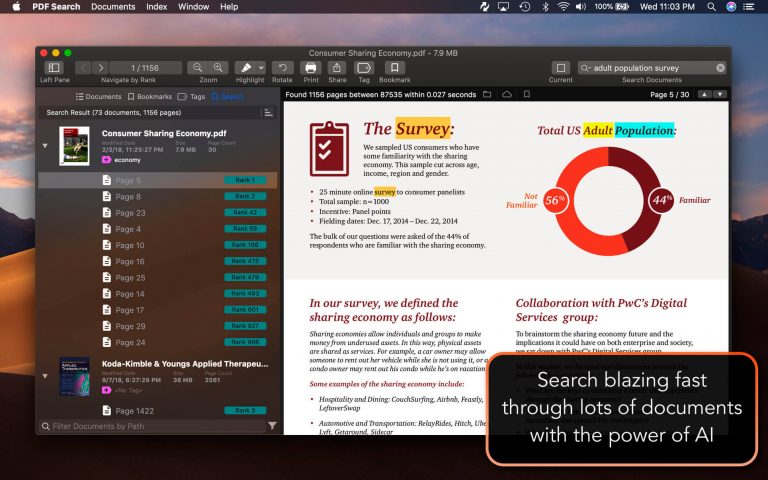 PDF Search Documents Index Window Help
100% Wed 11:03 PM
Consumer Sharing Economy.pdf - 7.9 MB
1 / 1156
adult population survey
Left Pane Navigate by Rank Zoom Highlight Rotate Print Share Tag Bookmark Current Search Documents
Documents Bookmarks Tags Search
Search Result (73 documents, 1156 pages)
Found 1156 pages between 87535 within 0.027 seconds
Page 5 / 30
Consumer Sharing Economy.pdf
Modified Date Size Page Count
2/3/18, 11:25:27 PM 7.9 MB 30
economy
Page 5 Rank 1
Page 8 Rank 2
Page 23 Rank 42
Page 4 Rank 69
Page 10 Rank 168
Page 16 Rank 475
Page 25 Rank 479
Page 14 Rank 493
Page 17 Rank 601
Page 29 Rank 927
Page 24 Rank 966
Koda-Kimble & Youngs Applied Therapeu...
Modified Date Size Page Count
9/7/18, 6:27:29 PM 36 MB 2561
<No Tag>
Page 1422 Rank 3
Filter Documents by Path
The Survey:
We sampled US consumers who have
some familiarity with the sharing
economy. This sample cut across age,
income, region and gender.
• 25 minute online survey to consumer panelists
• Total sample: n=1000
• Incentive: Panel points
• Fielding dates: Dec. 17, 2014 – Dec. 22, 2014
The bulk of our questions were asked of the 44% of
respondents who are familiar with the sharing economy.
Total US Adult Population:
Not
Familiar
56%
44%
Familiar
In our survey, we defined the
sharing economy as follows:
Sharing economies allow individuals and groups to make
money from underused assets. In this way, physical assets
are shared as services. For example, a car owner may allow
someone to rent out her vehicle while she is not using it, or a
condo owner may rent out his condo while he's on vacation.
Some examples of the sharing economy include:
• Hospitality and Dining: CouchSurfing, Airbnb, Feastly,
LeftoverSwap
• Automotive and Transportation: RelayRides, Hitch, Uber,
Lyft, Getaround, Sidecar
Collaboration with PwC's Digital
Services group:
To brainstorm the sharing economy future and the
implications it could have on both enterprise and society,
we sat down with PwC's Digital Services group
Search blazing fast
through lots of documents
with the power of AI